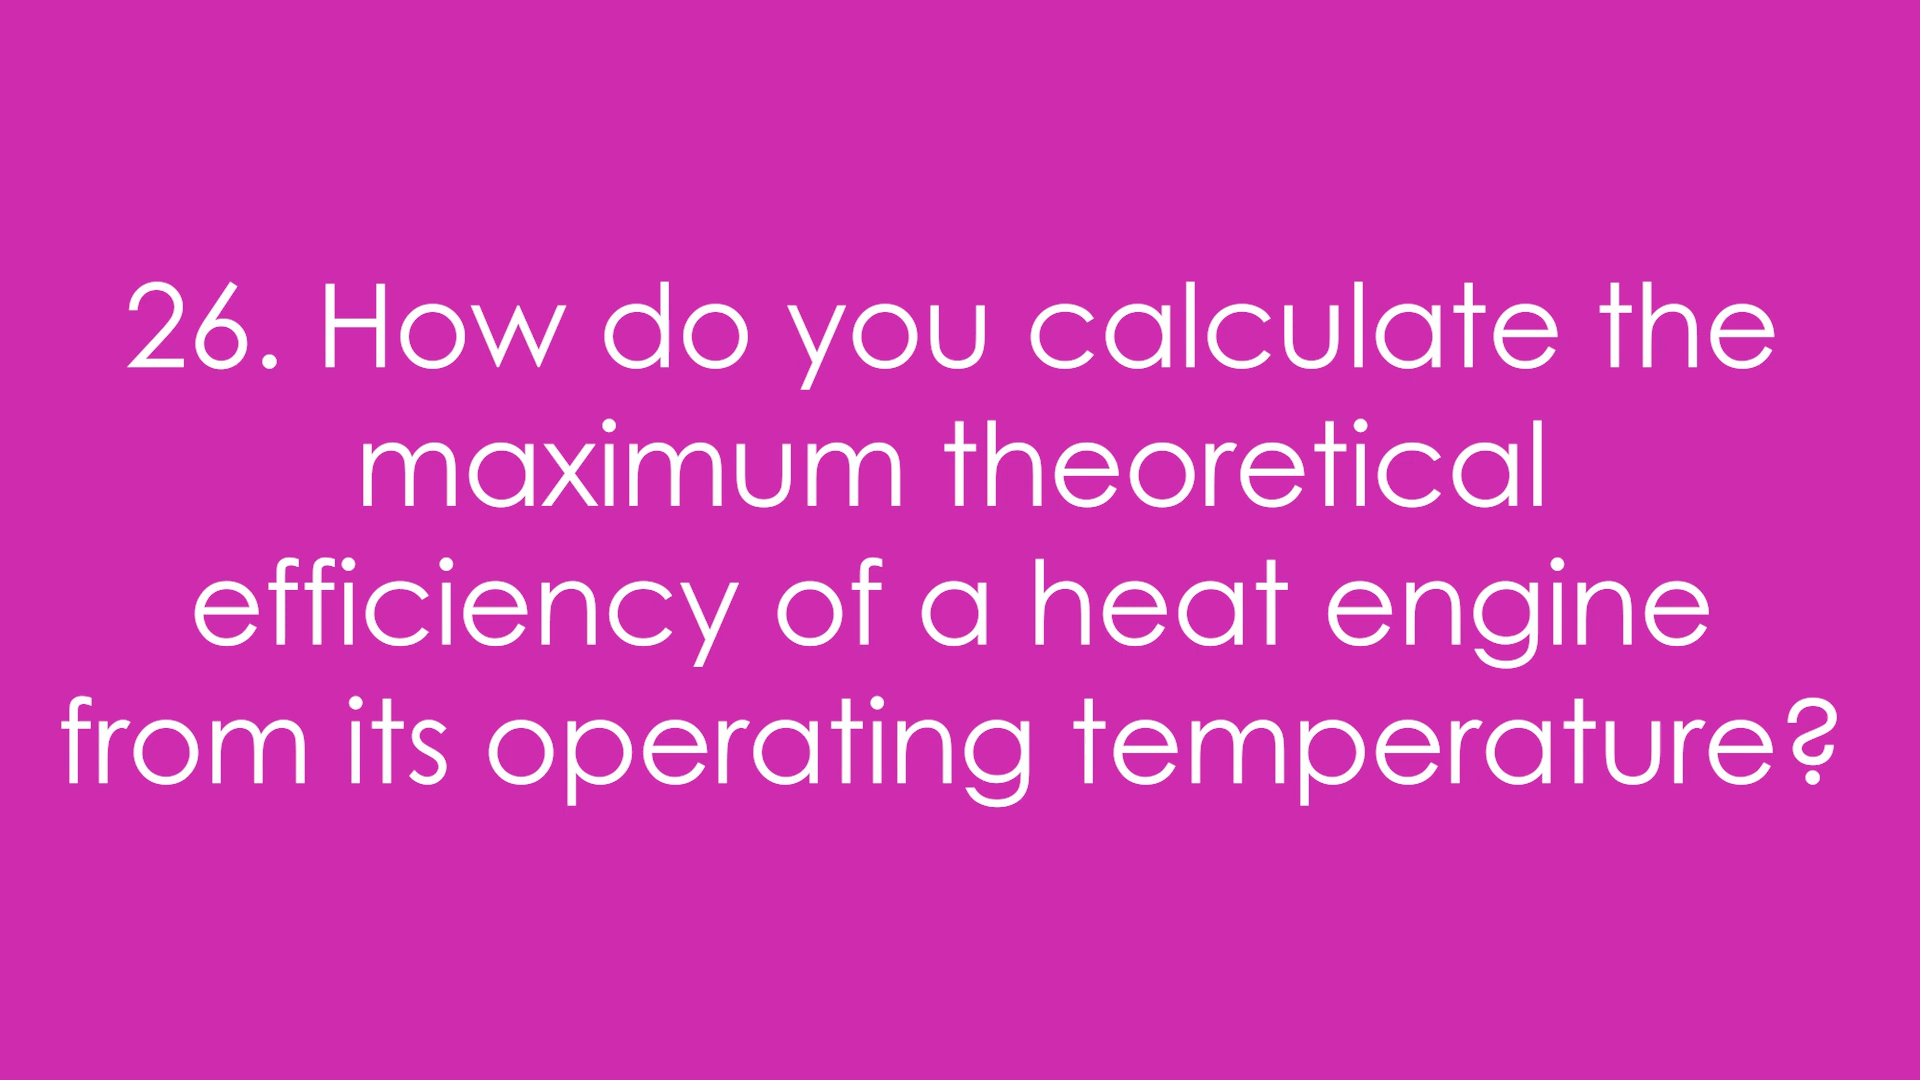 26. How do you calculate the
maximum theoretical
efficiency of a heat engine
from its operating temperature?